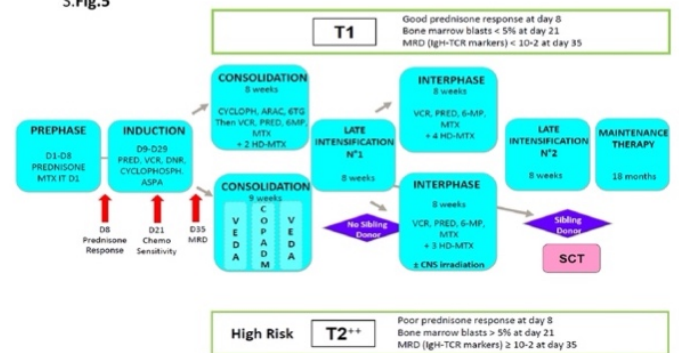 S.Fig.5
T1
Good prednisone response at day 8
Bone marrow blasts < 5% at day 21
MRD (IgH-TCR markers) < 10-2 at day 35
PREPHASE
D1-D8
PREDNISONE
MTX IT D1
INDUCTION
D9-D29
PRED, VCR, DNR,
CYCLOPHOSPH,
ASPA
D8
Prednisone
Response
D21
Chemo
Sensitivity
D35
MRD
CONSOLIDATION
8 weeks
CYCLOPH, ARAC, 6TG
Then VCR, PRED, 6MP,
MTX
+ 2 HD-MTX
CONSOLIDATION
9 weeks
VEDA
COPADM
VEDA
LATE
INTENSIFICATION
N°1
8 weeks
INTERPHASE
8 weeks
VCR, PRED, 6-MP,
MTX
+ 4 HD-MTX
No Sibling
Donor
INTERPHASE
8 weeks
VCR, PRED, 6-MP,
MTX
+ 3 HD-MTX
± CNS irradiation
LATE
INTENSIFICATION
N°2
8 weeks
MAINTENANCE
THERAPY
18 months
Sibling
Donor
SCT
High Risk
T2++
Poor prednisone response at day 8
Bone marrow blasts > 5% at day 21
MRD (IgH-TCR markers) ≥ 10-2 at day 35